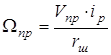 Ωпр = Vпр · iр / rш